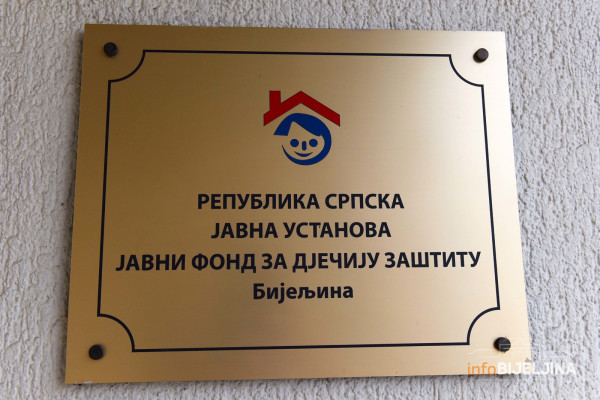 РЕПУБЛИКА СРПСКА
ЈАВНА УСТАНОВА
ЈАВНИ ФОНД ЗА ДЈЕЧИЈУ ЗАШТИТУ
Бијељина
infoBIJELJINA